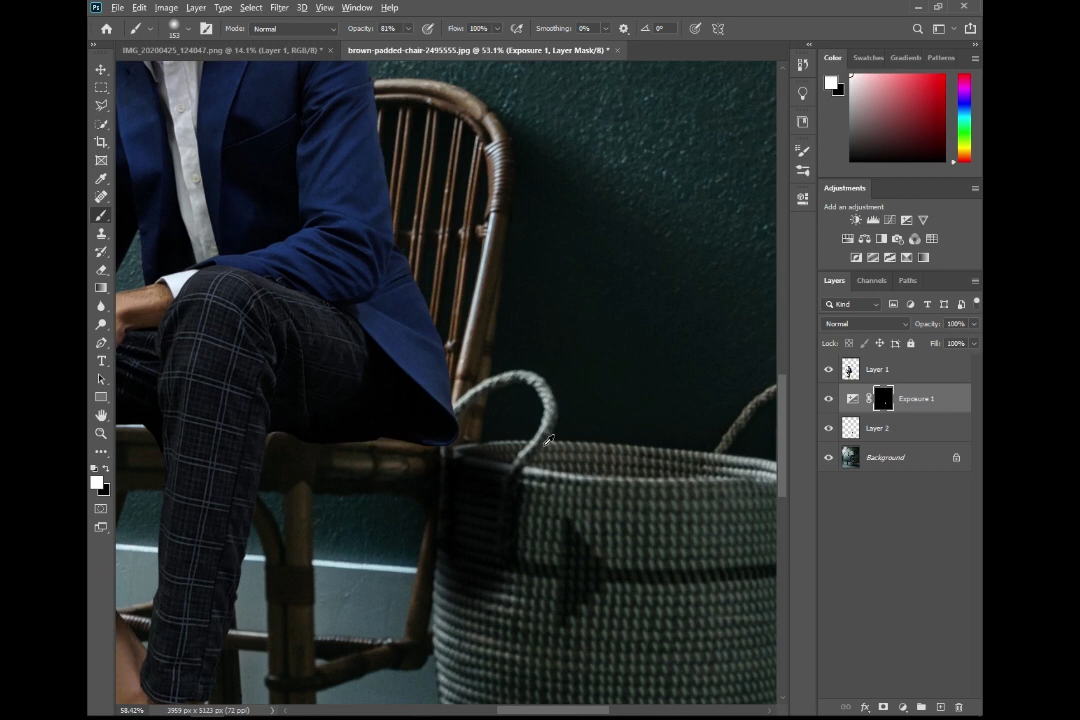 Ps File Edit Image Layer Type Select Filter 3D View Window Help
153 Mode: Normal Opacity: 81% Flow: 100% Smoothing: 0% 0°
IMG_20200425_124047.png @ 14.1% (Layer 1, RGB/8) * × brown-padded-chair-2495555.jpg @ 53.1% (Exposure 1, Layer Mask/8) * ×
Color Swatches Gradients Patterns
Adjustments
Add an adjustment
Layers Channels Paths
Kind
Normal Opacity: 100%
Lock: Fill: 100%
Layer 1
Exposure 1
Layer 2
Background
58.42% 3959 px x 5123 px (72 ppi)